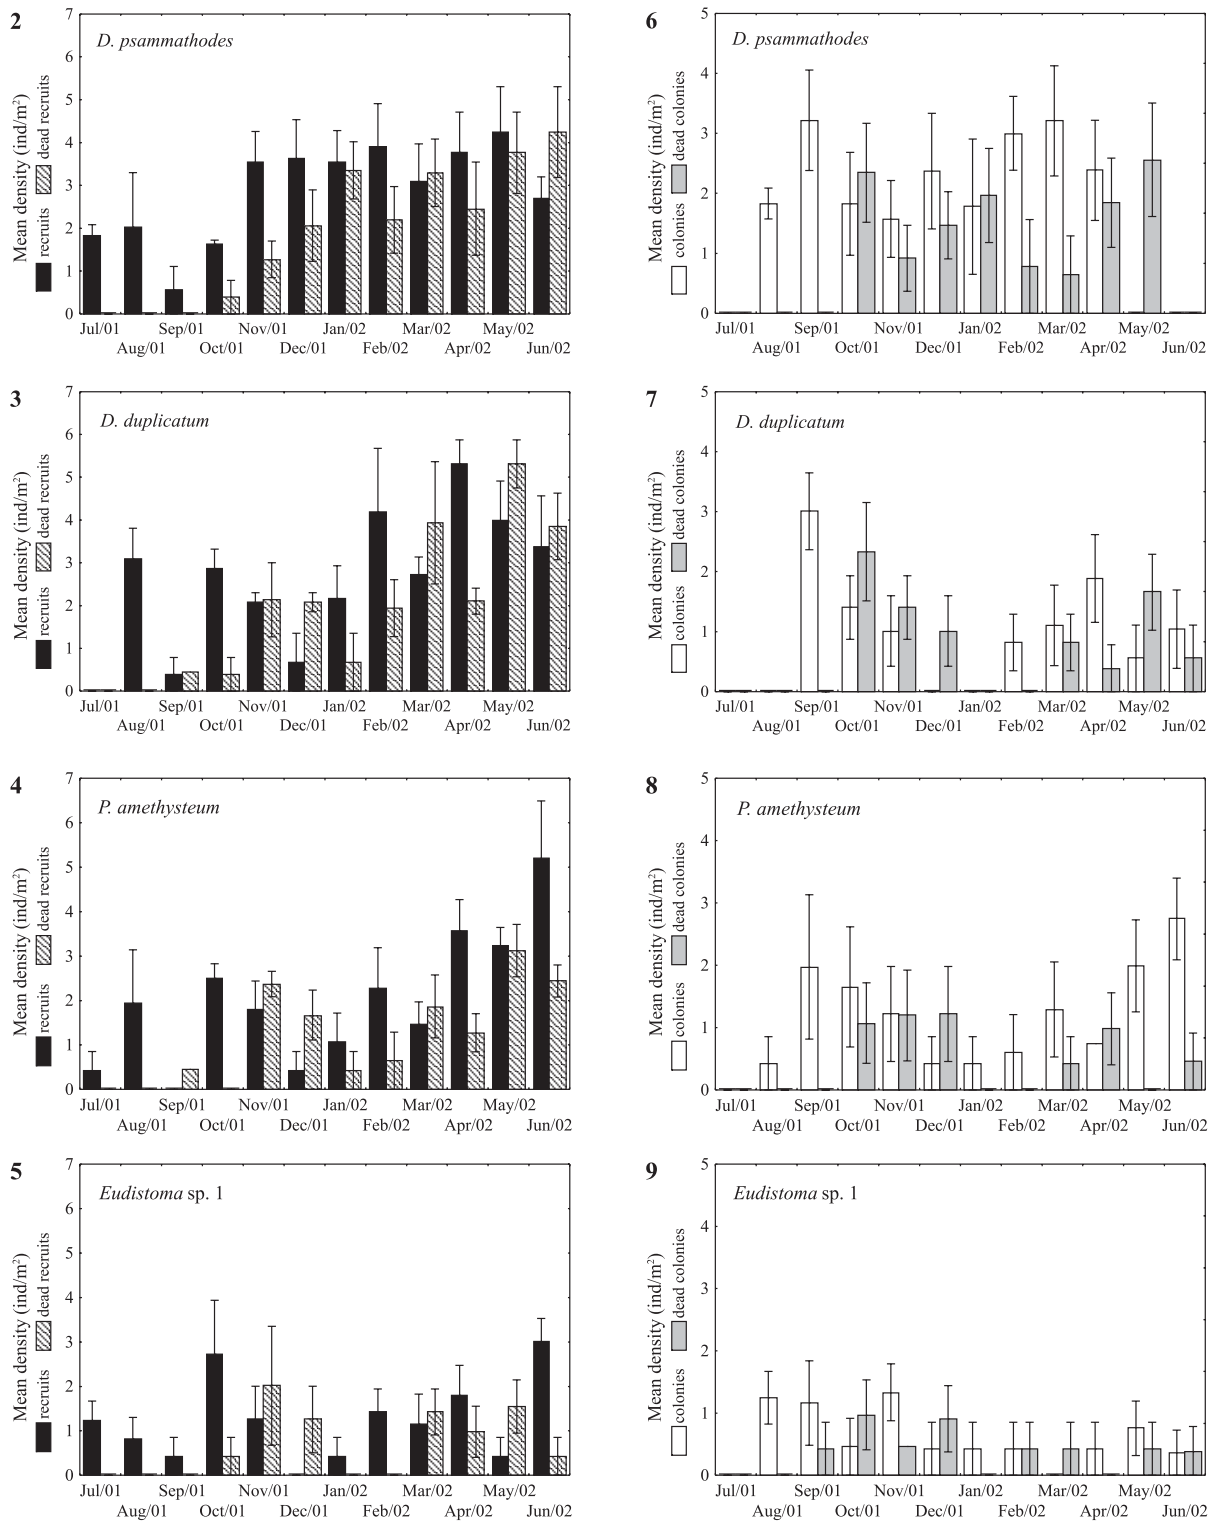 2
D. psammathodes
Mean density (ind/m²)
recruits dead recruits
7
6
5
4
3
2
1
0
Jul/01 Sep/01 Nov/01 Jan/02 Mar/02 May/02
Aug/01 Oct/01 Dec/01 Feb/02 Apr/02 Jun/02
6
D. psammathodes
Mean density (ind/m²)
colonies dead colonies
5
4
3
2
1
0
Jul/01 Sep/01 Nov/01 Jan/02 Mar/02 May/02
Aug/01 Oct/01 Dec/01 Feb/02 Apr/02 Jun/02
3
D. duplicatum
Mean density (ind/m²)
recruits dead recruits
7
6
5
4
3
2
1
0
Jul/01 Sep/01 Nov/01 Jan/02 Mar/02 May/02
Aug/01 Oct/01 Dec/01 Feb/02 Apr/02 Jun/02
7
D. duplicatum
Mean density (ind/m²)
colonies dead colonies
5
4
3
2
1
0
Jul/01 Sep/01 Nov/01 Jan/02 Mar/02 May/02
Aug/01 Oct/01 Dec/01 Feb/02 Apr/02 Jun/02
4
P. amethysteum
Mean density (ind/m²)
recruits dead recruits
7
6
5
4
3
2
1
0
Jul/01 Sep/01 Nov/01 Jan/02 Mar/02 May/02
Aug/01 Oct/01 Dec/01 Feb/02 Apr/02 Jun/02
8
P. amethysteum
Mean density (ind/m²)
colonies dead colonies
5
4
3
2
1
0
Jul/01 Sep/01 Nov/01 Jan/02 Mar/02 May/02
Aug/01 Oct/01 Dec/01 Feb/02 Apr/02 Jun/02
5
Eudistoma sp. 1
Mean density (ind/m²)
recruits dead recruits
7
6
5
4
3
2
1
0
Jul/01 Sep/01 Nov/01 Jan/02 Mar/02 May/02
Aug/01 Oct/01 Dec/01 Feb/02 Apr/02 Jun/02
9
Eudistoma sp. 1
Mean density (ind/m²)
colonies dead colonies
5
4
3
2
1
0
Jul/01 Sep/01 Nov/01 Jan/02 Mar/02 May/02
Aug/01 Oct/01 Dec/01 Feb/02 Apr/02 Jun/02